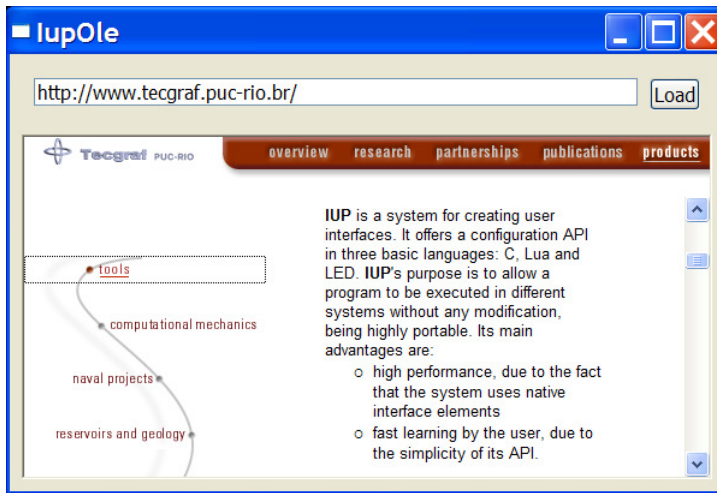 IupOle
http://www.tecgraf.puc-rio.br/
Load
Tecgraf PUC-RIO
overview research partnerships publications products
tools
computational mechanics
naval projects
reservoirs and geology
IUP is a system for creating user
interfaces. It offers a configuration API
in three basic languages: C, Lua and
LED. IUP's purpose is to allow a
program to be executed in different
systems without any modification,
being highly portable. Its main
advantages are:
high performance, due to the fact
that the system uses native
interface elements
fast learning by the user, due to
the simplicity of its API.